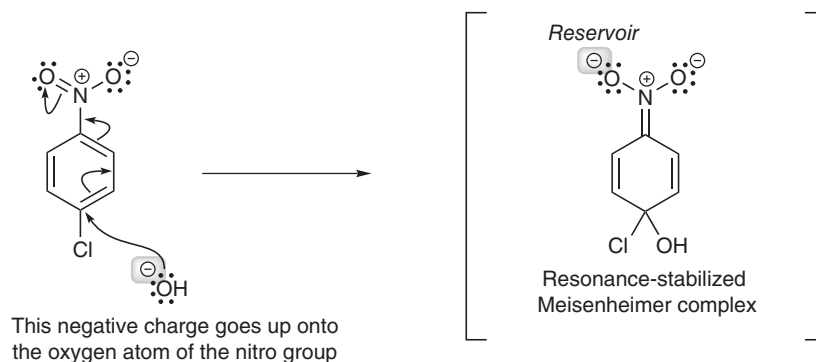 Reservoir
O
N
O
Cl
OH
This negative charge goes up onto
the oxygen atom of the nitro group
O
N
O
Cl OH
Resonance-stabilized
Meisenheimer complex